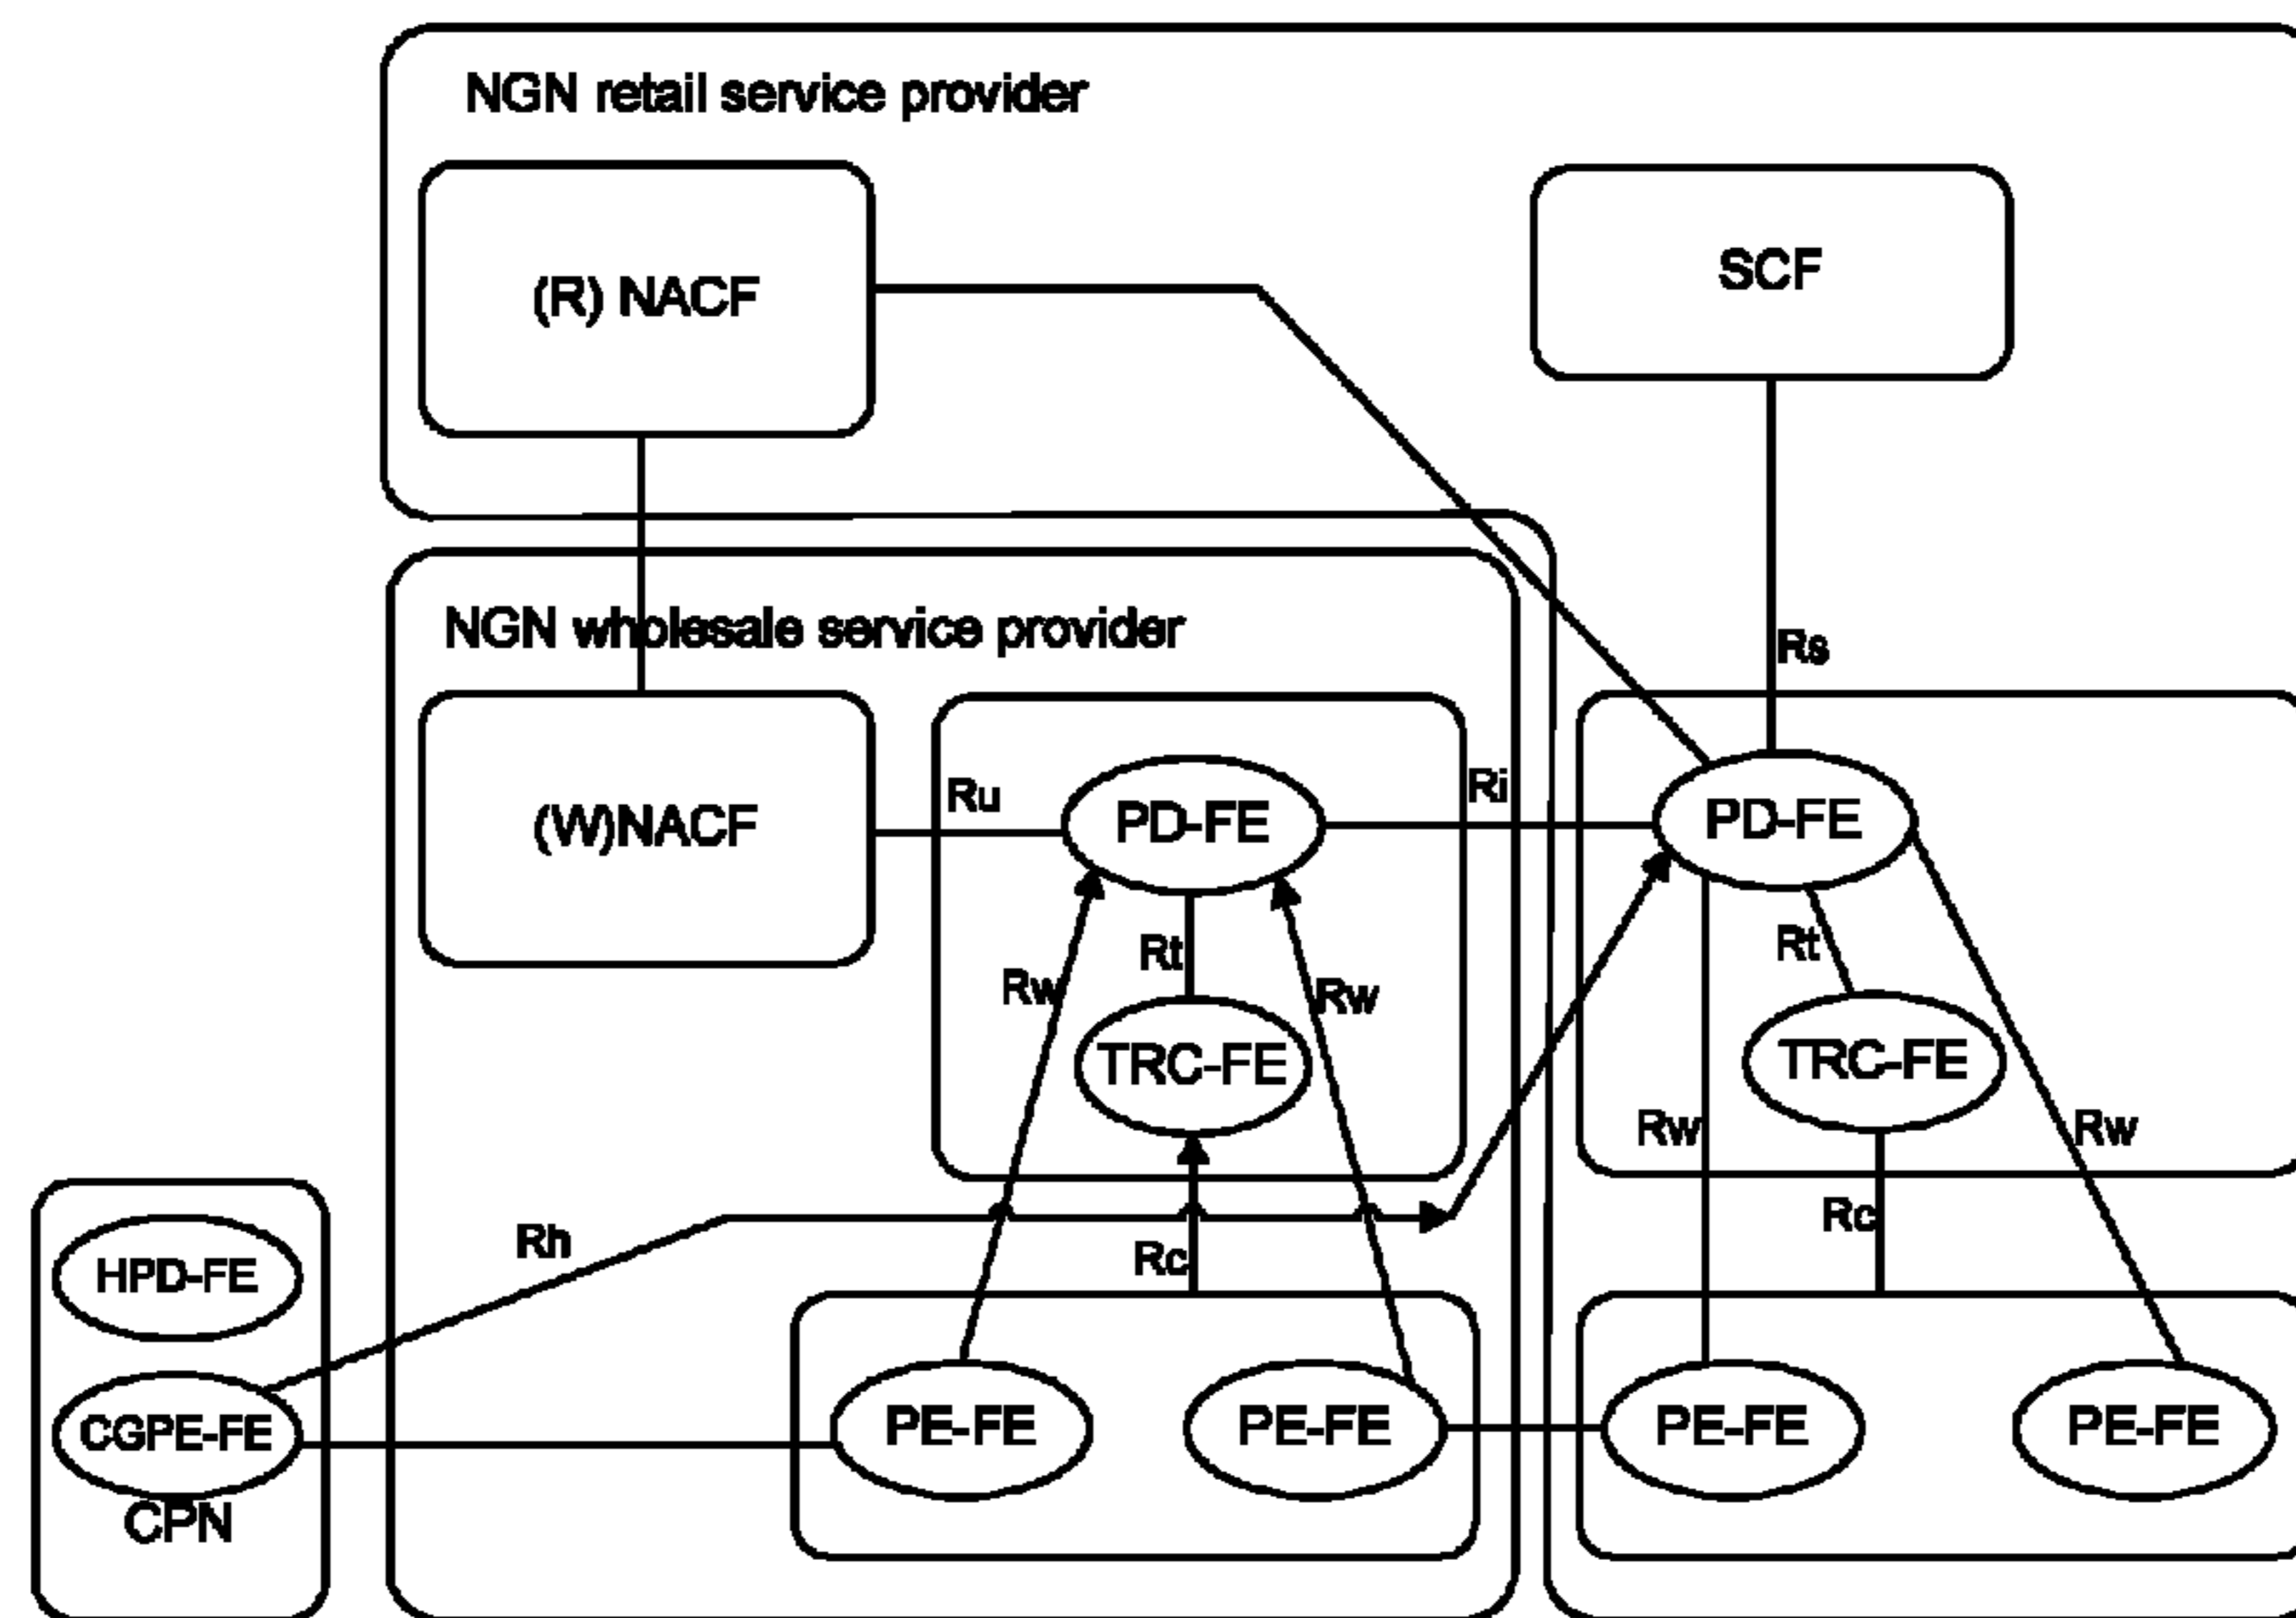 NGN retail service provider
(R) NACF
SCF
NGN wholesale service provider
Rs
(W)NACF
Ru
PD-FE
Ri
PD-FE
Rw
Rt
Rw
Rt
TRC-FE
TRC-FE
Rw
Rw
Rh
Rc
Rc
HPD-FE
CGPE-FE
CPN
PE-FE
PE-FE
PE-FE
PE-FE